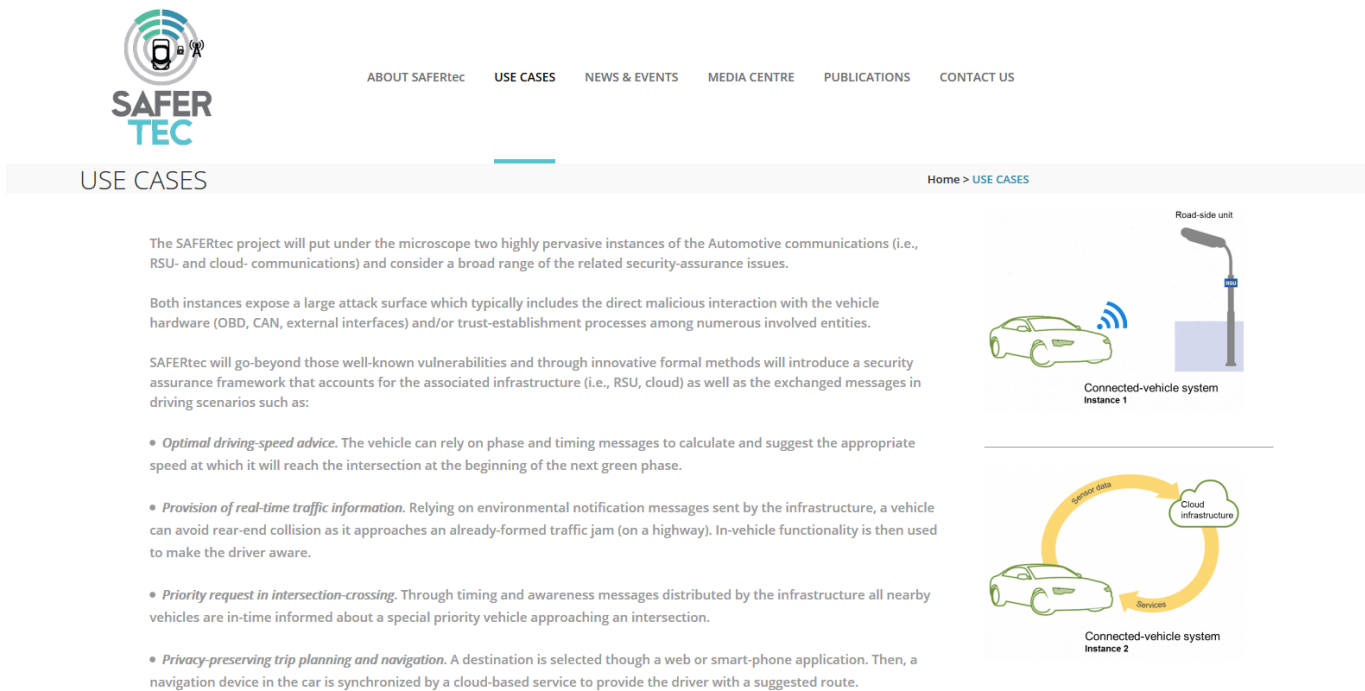 SAFER
TEC
ABOUT SAFERtec
USE CASES
NEWS & EVENTS
MEDIA CENTRE
PUBLICATIONS
CONTACT US
USE CASES
Home > USE CASES
The SAFERtec project will put under the microscope two highly pervasive instances of the Automotive communications (i.e.,
RSU- and cloud- communications) and consider a broad range of the related security-assurance issues.
Both instances expose a large attack surface which typically includes the direct malicious interaction with the vehicle
hardware (OBD, CAN, external interfaces) and/or trust-establishment processes among numerous involved entities.
SAFERtec will go-beyond those well-known vulnerabilities and through innovative formal methods will introduce a security
assurance framework that accounts for the associated infrastructure (i.e., RSU, cloud) as well as the exchanged messages in
driving scenarios such as:
• Optimal driving-speed advice. The vehicle can rely on phase and timing messages to calculate and suggest the appropriate
speed at which it will reach the intersection at the beginning of the next green phase.
• Provision of real-time traffic information. Relying on environmental notification messages sent by the infrastructure, a vehicle
can avoid rear-end collision as it approaches an already-formed traffic jam (on a highway). In-vehicle functionality is then used
to make the driver aware.
• Priority request in intersection-crossing. Through timing and awareness messages distributed by the infrastructure all nearby
vehicles are in-time informed about a special priority vehicle approaching an intersection.
• Privacy-preserving trip planning and navigation. A destination is selected though a web or smart-phone application. Then, a
navigation device in the car is synchronized by a cloud-based service to provide the driver with a suggested route.
Road-side unit
RSU
Connected-vehicle system
Instance 1
Sensor data
Cloud
infrastructure
Services
Connected-vehicle system
Instance 2